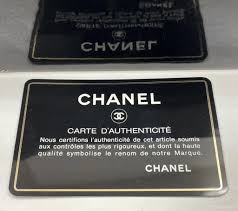 CHANEL
CHANEL
CARTE D'AUTHENTICITÉ
Nous certifions l'authenticité de cet article soumis
aux contrôles les plus rigoureux, et dont la haute
qualité symbolise le renom de notre Marque.
CHANEL